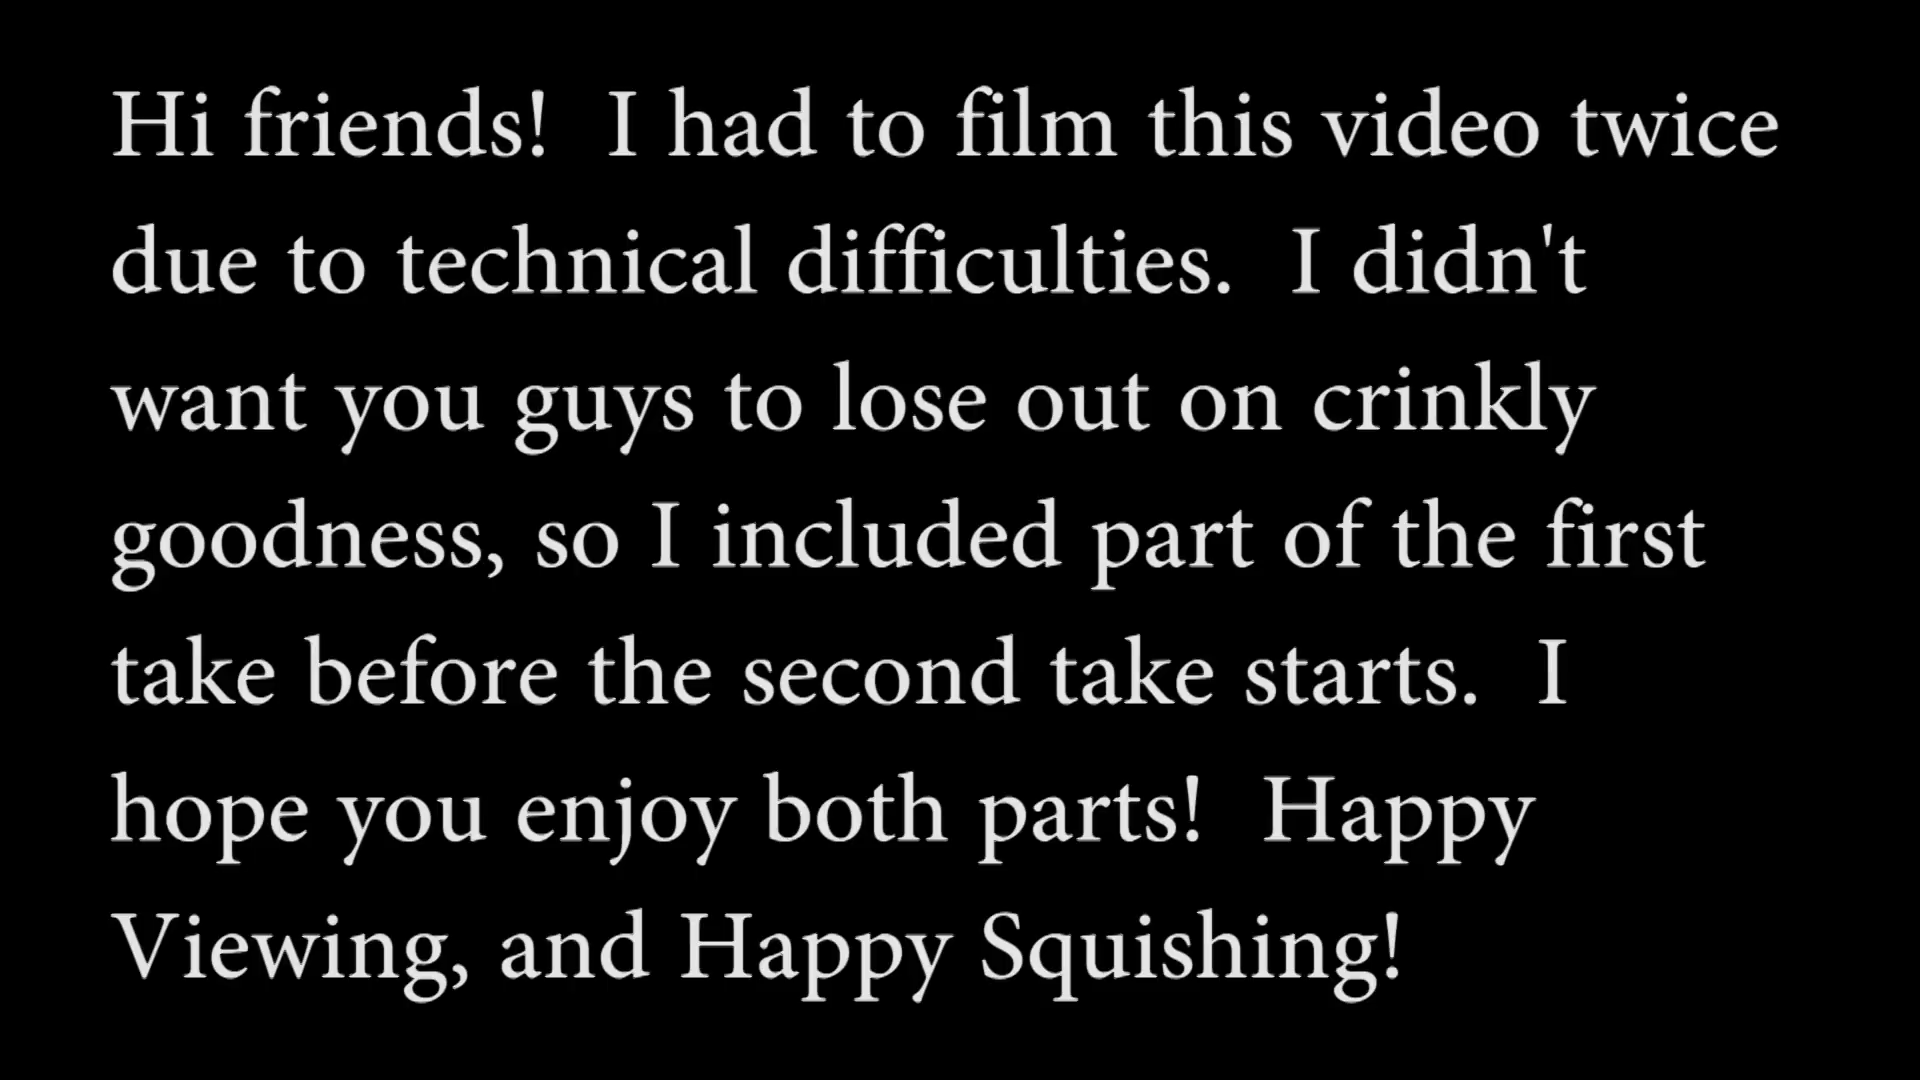 Hi friends!  I had to film this video twice
due to technical difficulties.  I didn't
want you guys to lose out on crinkly
goodness, so I included part of the first
take before the second take starts.  I
hope you enjoy both parts!  Happy
Viewing, and Happy Squishing!